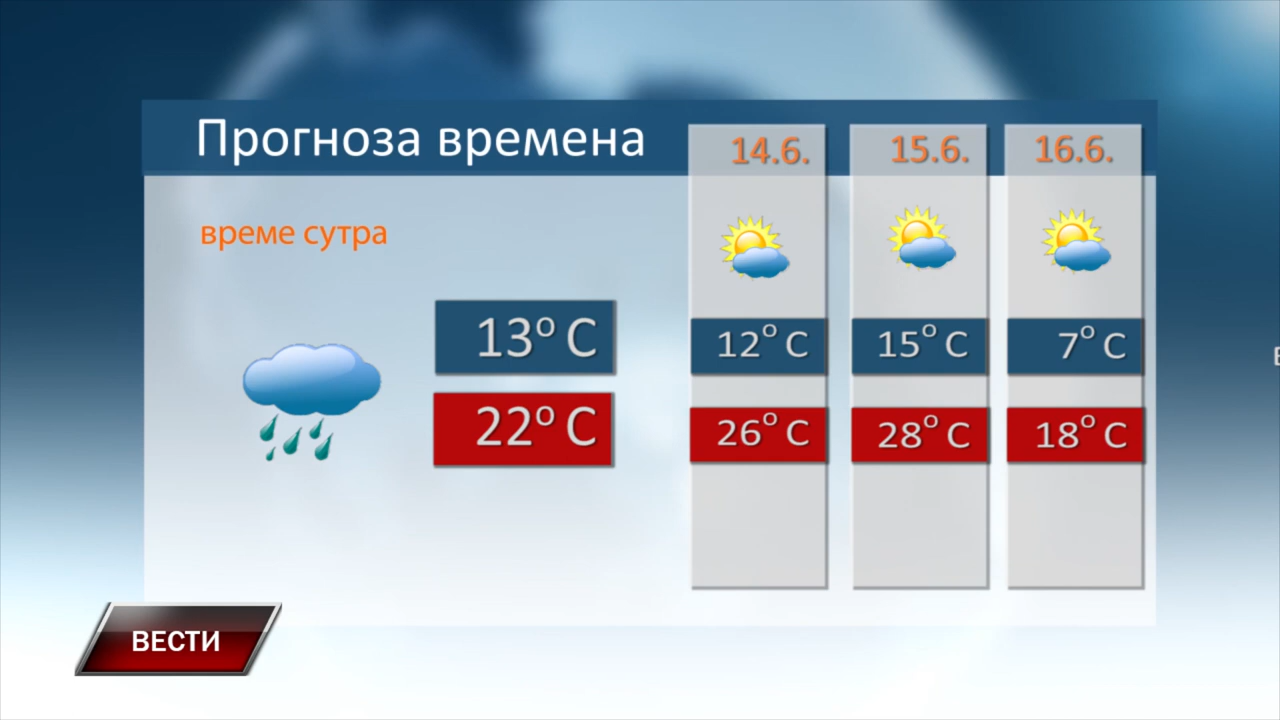 Прогноза времена
време сутра
13° C
22° C
14.6.
12° C
26° C
15.6.
15° C
28° C
16.6.
7° C
18° C
ВЕСТИ